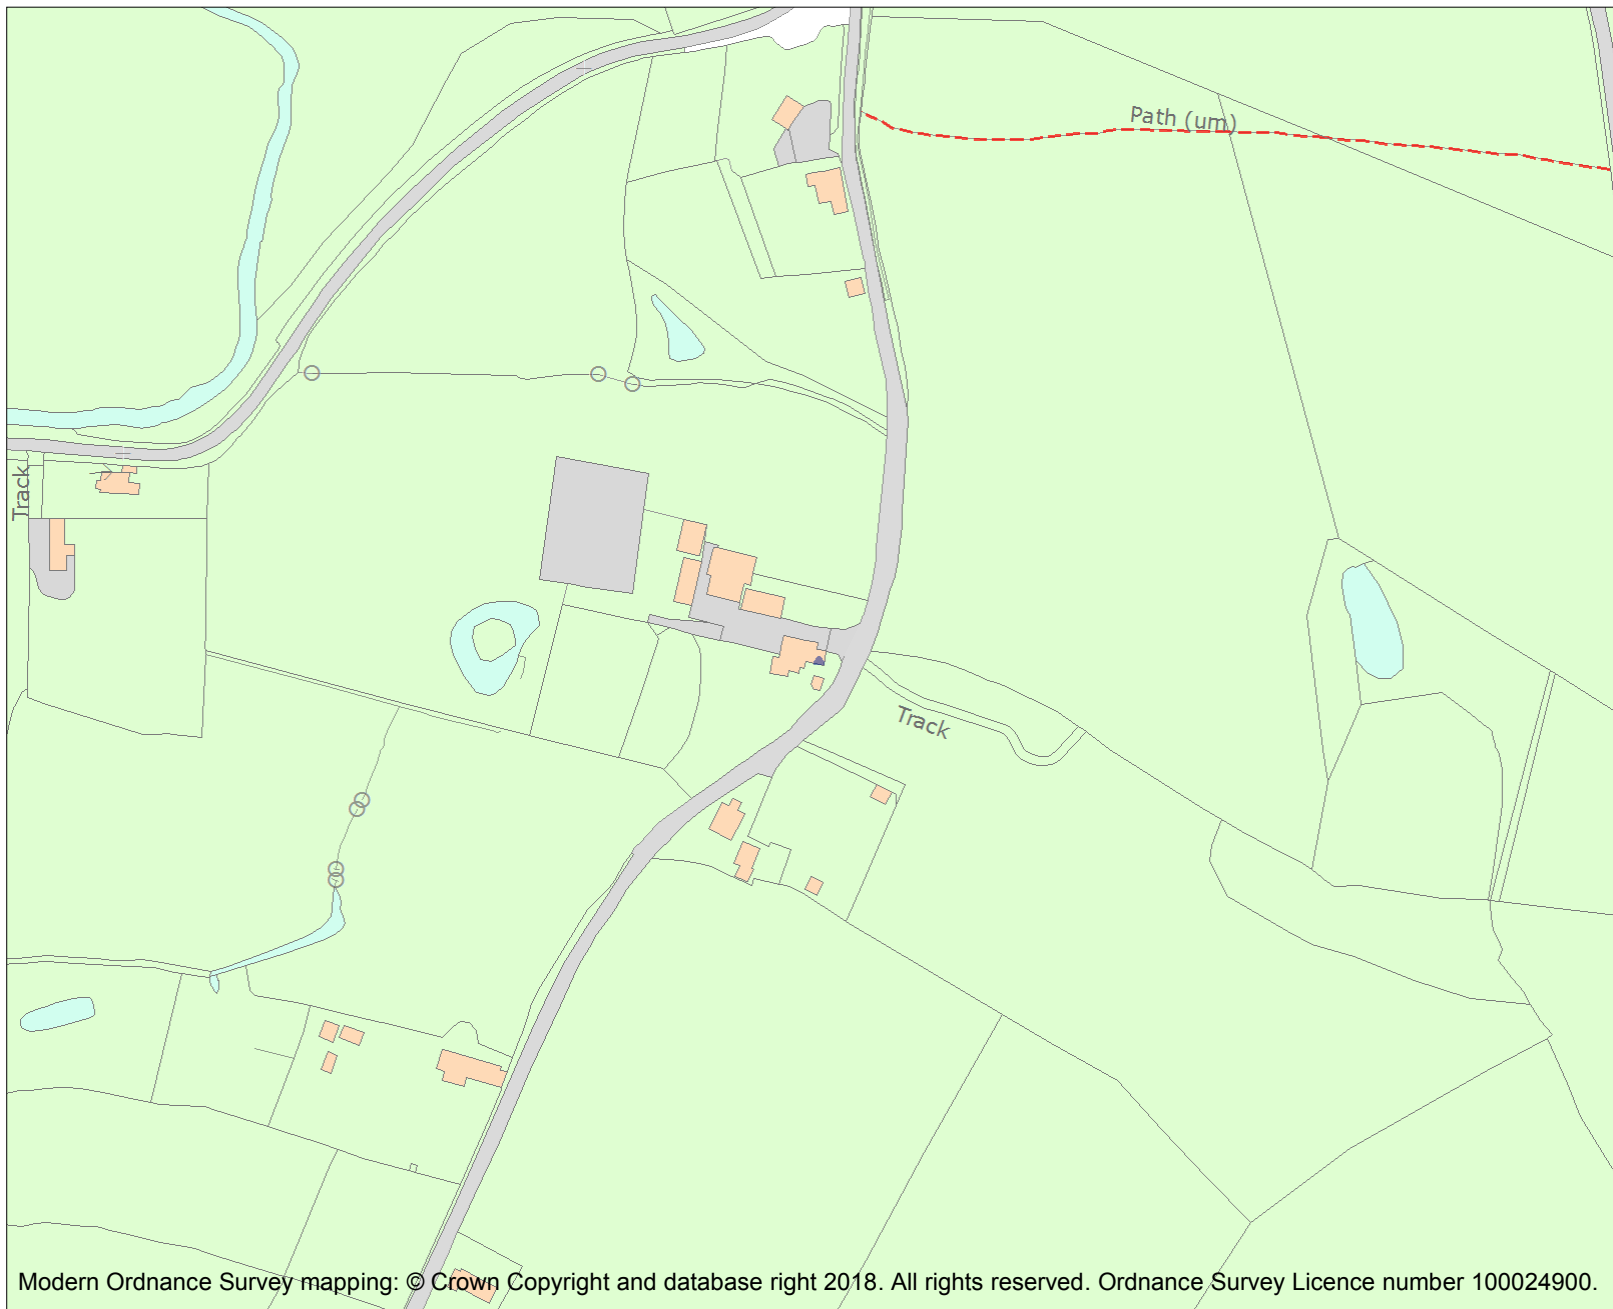 Path (um)
Track
Track
Modern Ordnance Survey mapping: © Crown Copyright and database right 2018. All rights reserved. Ordnance Survey Licence number 100024900.